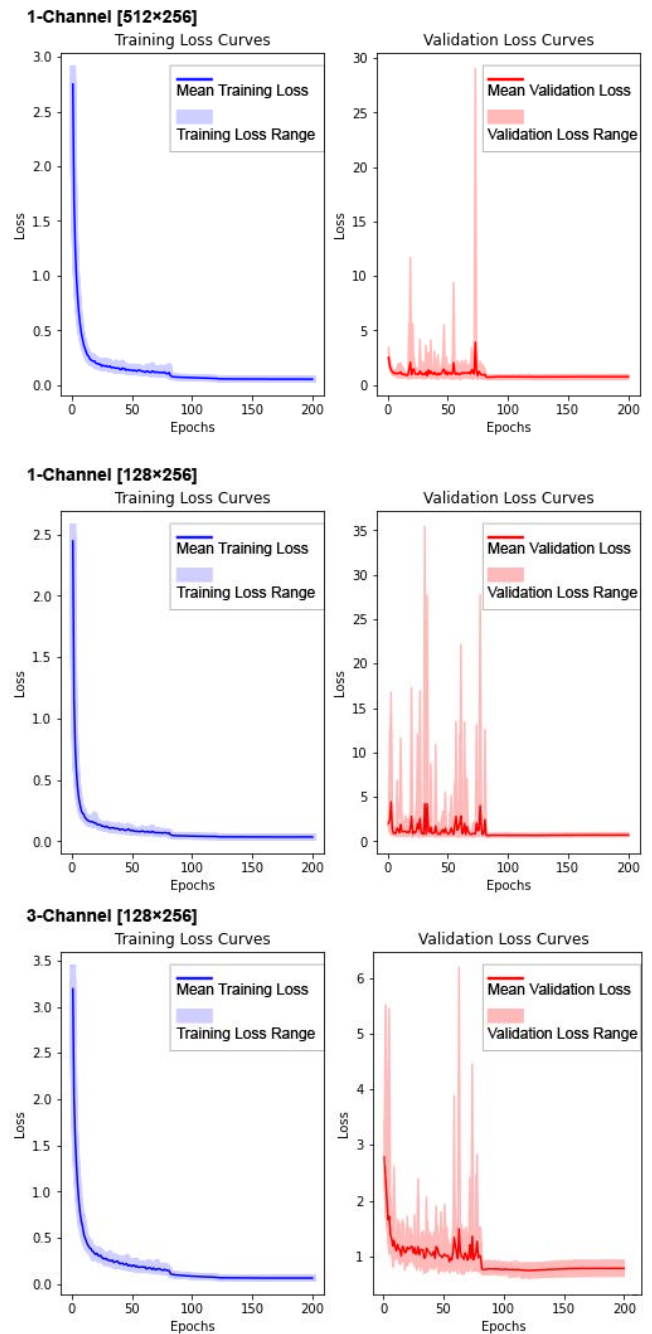 1-Channel [512×256]
Training Loss Curves
Validation Loss Curves
3.0
2.5
2.0
1.5
1.0
0.5
0.0
Loss
Mean Training Loss
Training Loss Range
0
50
100
150
200
Epochs
30
25
20
15
10
5
0
Loss
Mean Validation Loss
Validation Loss Range
0
50
100
150
200
Epochs
1-Channel [128×256]
Training Loss Curves
Validation Loss Curves
2.5
2.0
1.5
1.0
0.5
0.0
Loss
Mean Training Loss
Training Loss Range
0
50
100
150
200
Epochs
35
30
25
20
15
10
5
0
Loss
Mean Validation Loss
Validation Loss Range
0
50
100
150
200
Epochs
3-Channel [128×256]
Training Loss Curves
Validation Loss Curves
3.5
3.0
2.5
2.0
1.5
1.0
0.5
0.0
Loss
Mean Training Loss
Training Loss Range
0
50
100
150
200
Epochs
6
5
4
3
2
1
Loss
Mean Validation Loss
Validation Loss Range
0
50
100
150
200
Epochs